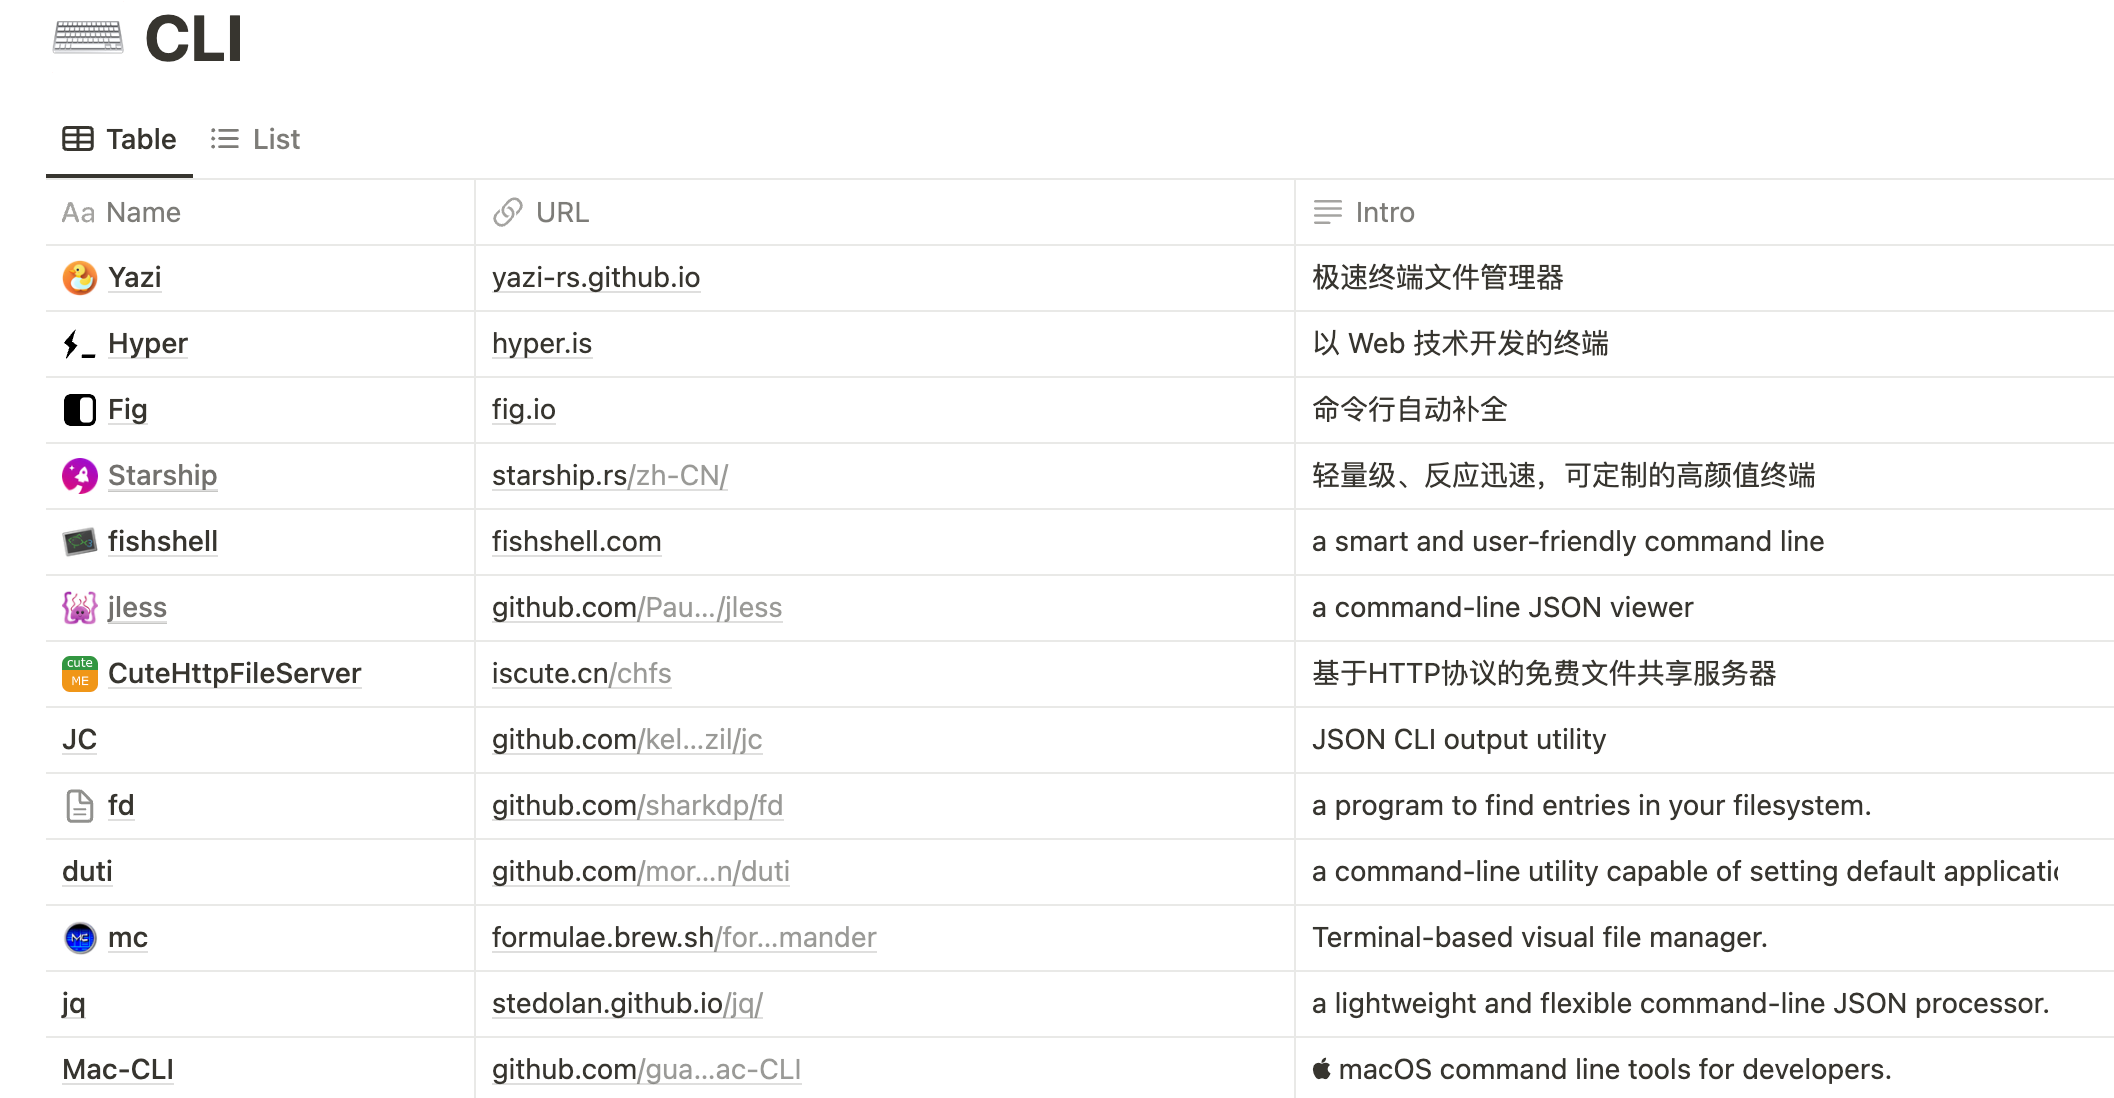 CLI
Table List
Aa Name URL Intro
Yazi yazi-rs.github.io 极速终端文件管理器
Hyper hyper.is 以 Web 技术开发的终端
Fig fig.io 命令行自动补全
Starship starship.rs/zh-CN/ 轻量级、反应迅速，可定制的高颜值终端
fishshell fishshell.com a smart and user-friendly command line
jless github.com/Pau.../jless a command-line JSON viewer
cute ME CuteHttpFileServer iscute.cn/chfs 基于HTTP协议的免费文件共享服务器
JC github.com/kel...zil/jc JSON CLI output utility
fd github.com/sharkdp/fd a program to find entries in your filesystem.
duti github.com/mor...n/duti a command-line utility capable of setting default applicatio
MC mc formulae.brew.sh/for...mander Terminal-based visual file manager.
jq stedolan.github.io/jq/ a lightweight and flexible command-line JSON processor.
Mac-CLI github.com/gua...ac-CLI macOS command line tools for developers.